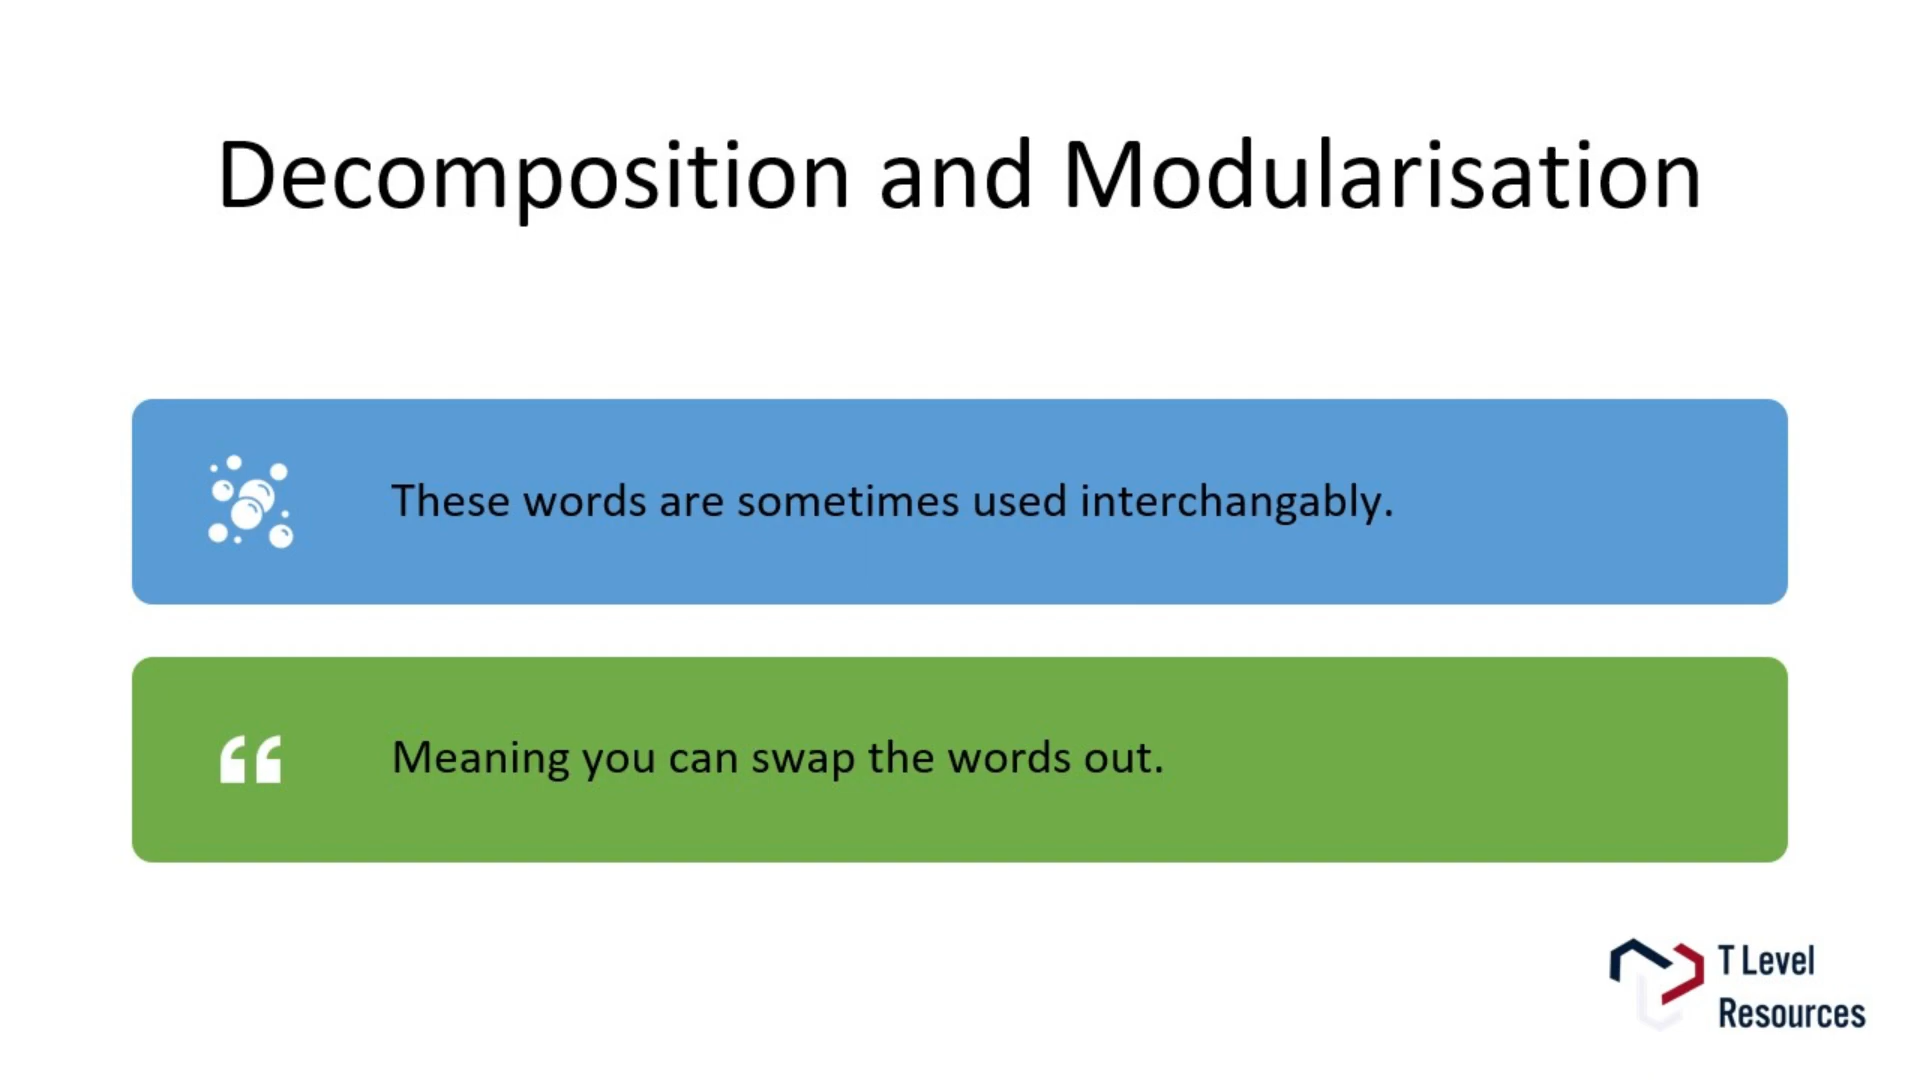 Decomposition and Modularisation
These words are sometimes used interchangably.
Meaning you can swap the words out.
T Level
Resources